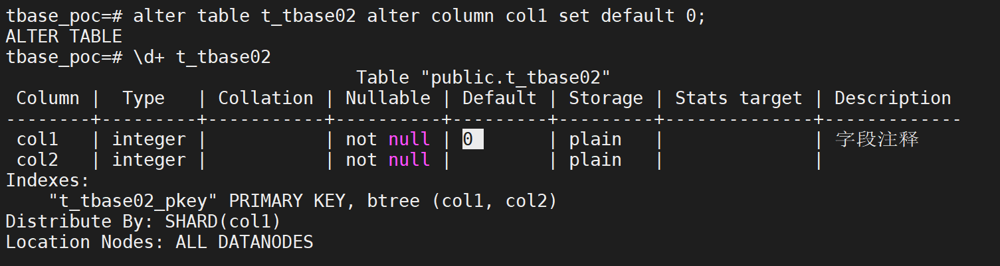 tbase_poc=# alter table t_tbase02 alter column col1 set default 0;
ALTER TABLE
tbase_poc=# \d+ t_tbase02
                                 Table "public.t_tbase02"
 Column |  Type   | Collation | Nullable | Default | Storage | Stats target | Description
--------+---------+-----------+----------+---------+---------+--------------+-------------
 col1   | integer |           | not null | 0       | plain   |              | 字段注释
 col2   | integer |           | not null |         | plain   |              |
Indexes:
    "t_tbase02_pkey" PRIMARY KEY, btree (col1, col2)
Distribute By: SHARD(col1)
Location Nodes: ALL DATANODES